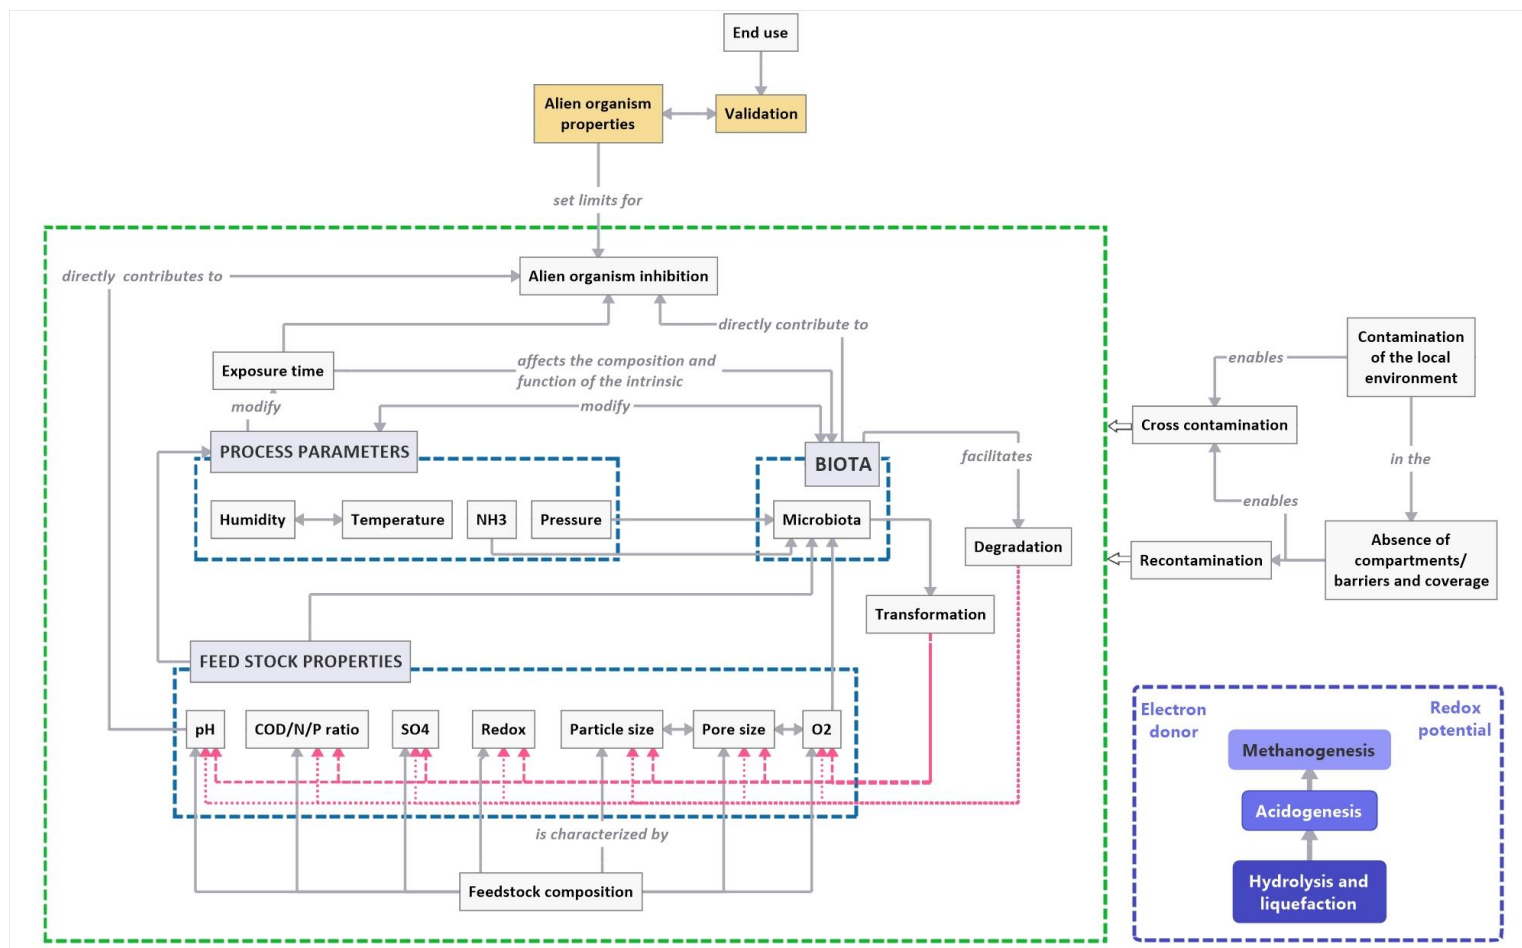 End use
Alien organism
properties
Validation
set limits for
directly contributes to
Alien organism inhibition
directly contribute to
Exposure time
affects the composition and
function of the intrinsic
modify
modify
PROCESS PARAMETERS
BIOTA
facilitates
Humidity
Temperature
NH3
Pressure
Microbiota
Degradation
Transformation
FEED STOCK PROPERTIES
pH
COD/N/P ratio
SO4
Redox
Particle size
Pore size
O2
is characterized by
Feedstock composition
Contamination
of the local
environment
enables
Cross contamination
in the
enables
Absence of
compartments/
barriers and coverage
Recontamination
Electron
donor
Redox
potential
Methanogenesis
Acidogenesis
Hydrolysis and
liquefaction